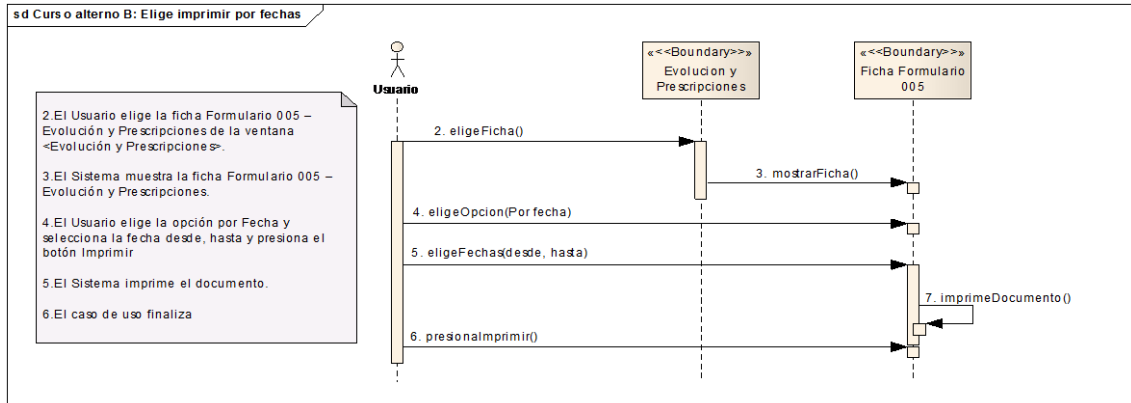 sd Curso alterno B: Elige imprimir por fechas
2.El Usuario elige la ficha Formulario 005 –
Evolución y Prescripciones de la ventana
<Evolución y Prescripciones>.
3.El Sistema muestra la ficha Formulario 005 –
Evolución y Prescripciones.
4.El Usuario elige la opción por Fecha y
selecciona la fecha desde, hasta y presiona el
botón Imprimir
5.El Sistema imprime el documento.
6.El caso de uso finaliza
Usuario
«<<Boundary>>»
Evolucion y
Prescripciones
«<<Boundary>>»
Ficha Formulario
005
2. eligeFicha()
3. mostrarFicha()
4. eligeOpcion(Por fecha)
5. eligeFechas(desde, hasta)
7. imprimeDocumento()
6. presionaImprimir()